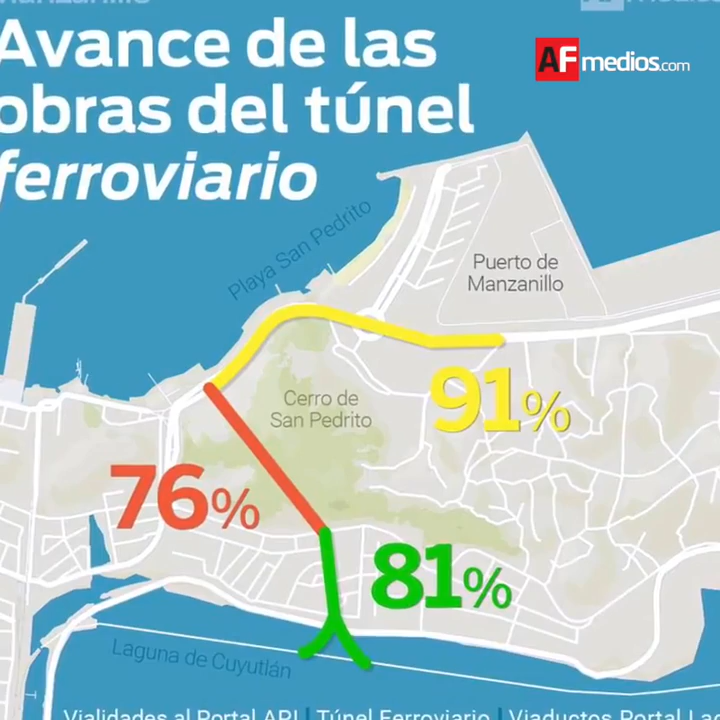 Avance de las
obras del túnel
ferroviario
AFmedios.com
Playa San Pedrito
Puerto de
Manzanillo
91%
Cerro de
San Pedrito
76%
81%
Laguna de Cuyutlán
Vialidades al Portal API | Túnel Ferroviario | Viaductos Portal